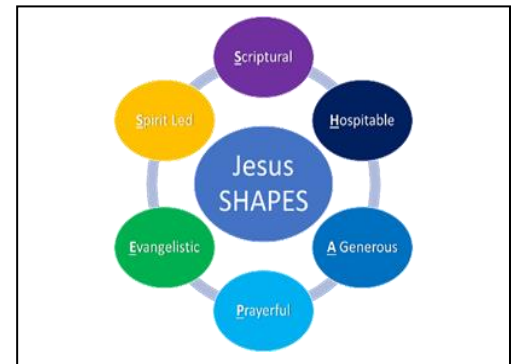 Scriptural
Hospitable
A Generous
Prayerful
Evangelistic
Spirit Led
Jesus
SHAPES